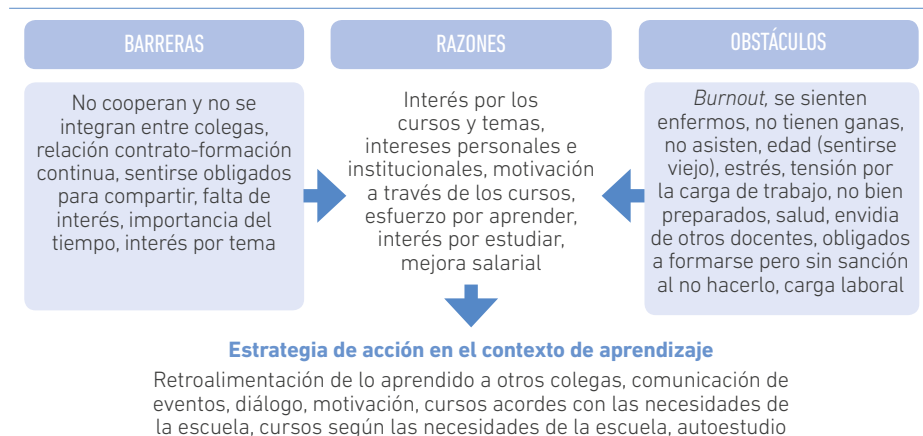 BARRERAS
No cooperan y no se
integran entre colegas,
relación contrato-formación
continua, sentirse obligados
para compartir, falta de
interés, importancia del
tiempo, interés por tema
RAZONES
Interés por los
cursos y temas,
intereses personales e
institucionales, motivación
a través de los cursos,
esfuerzo por aprender,
interés por estudiar,
mejora salarial
OBSTÁCULOS
Burnout, se sienten
enfermos, no tienen ganas,
no asisten, edad (sentirse
viejo), estrés, tensión por
la carga de trabajo, no bien
preparados, salud, envidia
de otros docentes, obligados
a formarse pero sin sanción
al no hacerlo, carga laboral
Estrategia de acción en el contexto de aprendizaje
Retroalimentación de lo aprendido a otros colegas, comunicación de
eventos, diálogo, motivación, cursos acordes con las necesidades de
la escuela, cursos según las necesidades de la escuela, autoestudio